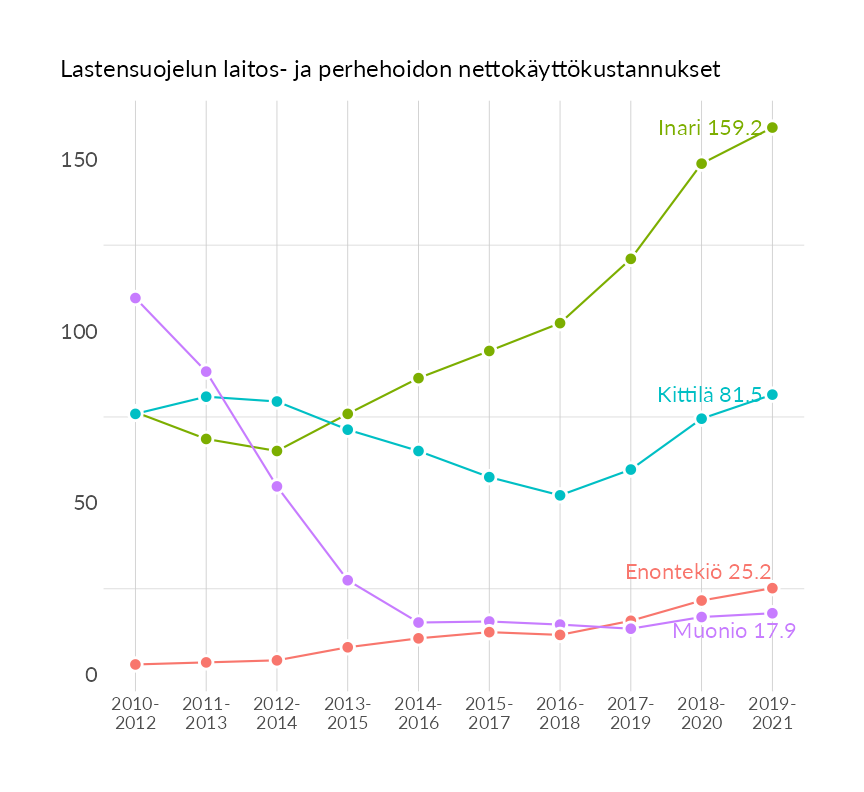 Lastensuojelun laitos- ja perhehoidon nettokäyttökustannukset
Inari 159.2
150
100
Kittilä 81.5
50
Enontekiö 25.2
Muonio 17.9
0
2010- 2011- 2012- 2013- 2014- 2015- 2016- 2017- 2018- 2019-
2012 2013 2014 2015 2016 2017 2018 2019 2020 2021